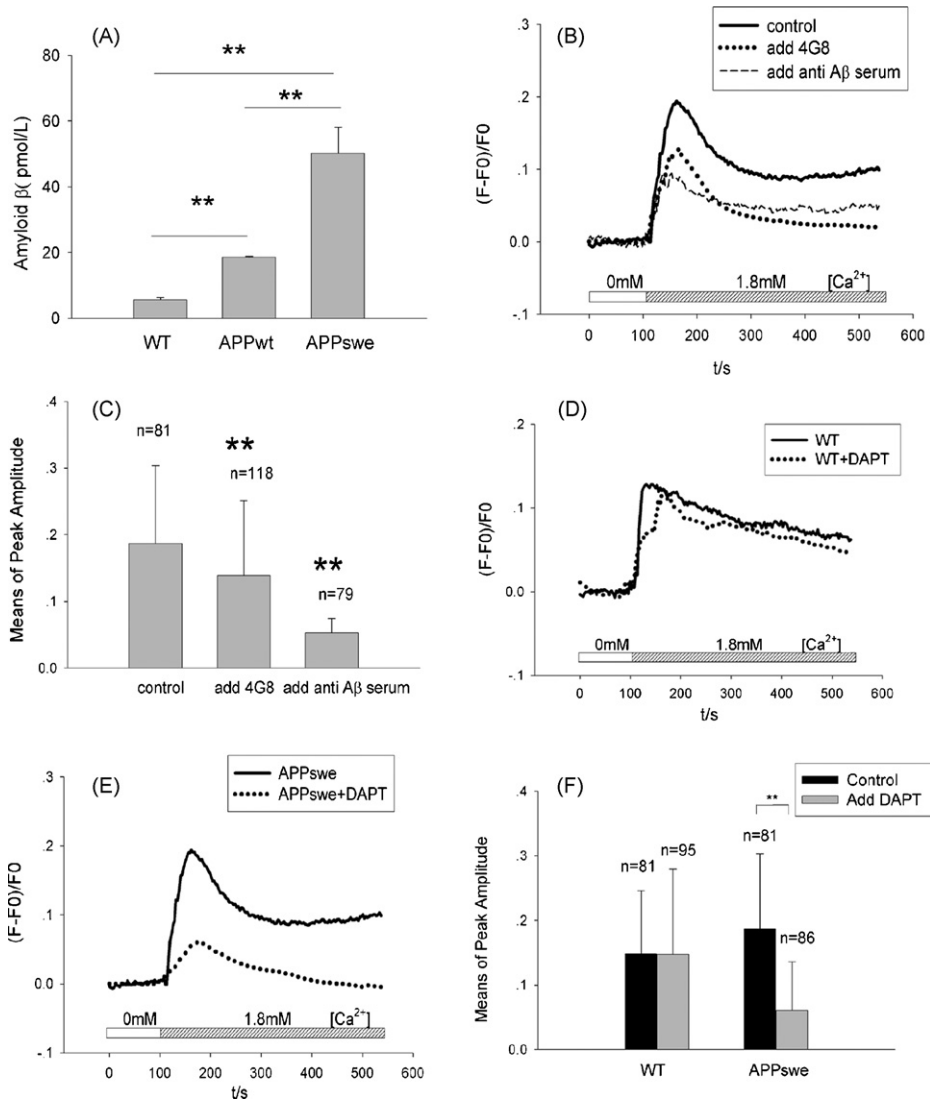 (A)
**
**
**
Amyloid β( pmol/L)
80
60
40
20
0
WT APPwt APPswe
(B)
control
add 4G8
add anti Aβ serum
(F-F0)/F0
.3
.2
.1
0.0
-.1
0mM 1.8mM [Ca2+]
0 100 200 300 400 500 600
t/s
(C)
Means of Peak Amplitude
.4
.3
.2
.1
0.0
n=81
**
n=118
**
n=79
control add 4G8 add anti Aβ serum
(D)
WT
WT+DAPT
(F-F0)/F0
.2
.1
0.0
-.1
0mM 1.8mM [Ca2+]
0 100 200 300 400 500 600
t/s
(E)
APPswe
APPswe+DAPT
(F-F0)/F0
.3
.2
.1
0.0
-.1
0mM 1.8mM [Ca2+]
0 100 200 300 400 500 600
t/s
(F)
Control
Add DAPT
Means of Peak Amplitude
.4
.3
.2
.1
0.0
**
n=81 n=95
n=81
n=86
WT APPswe